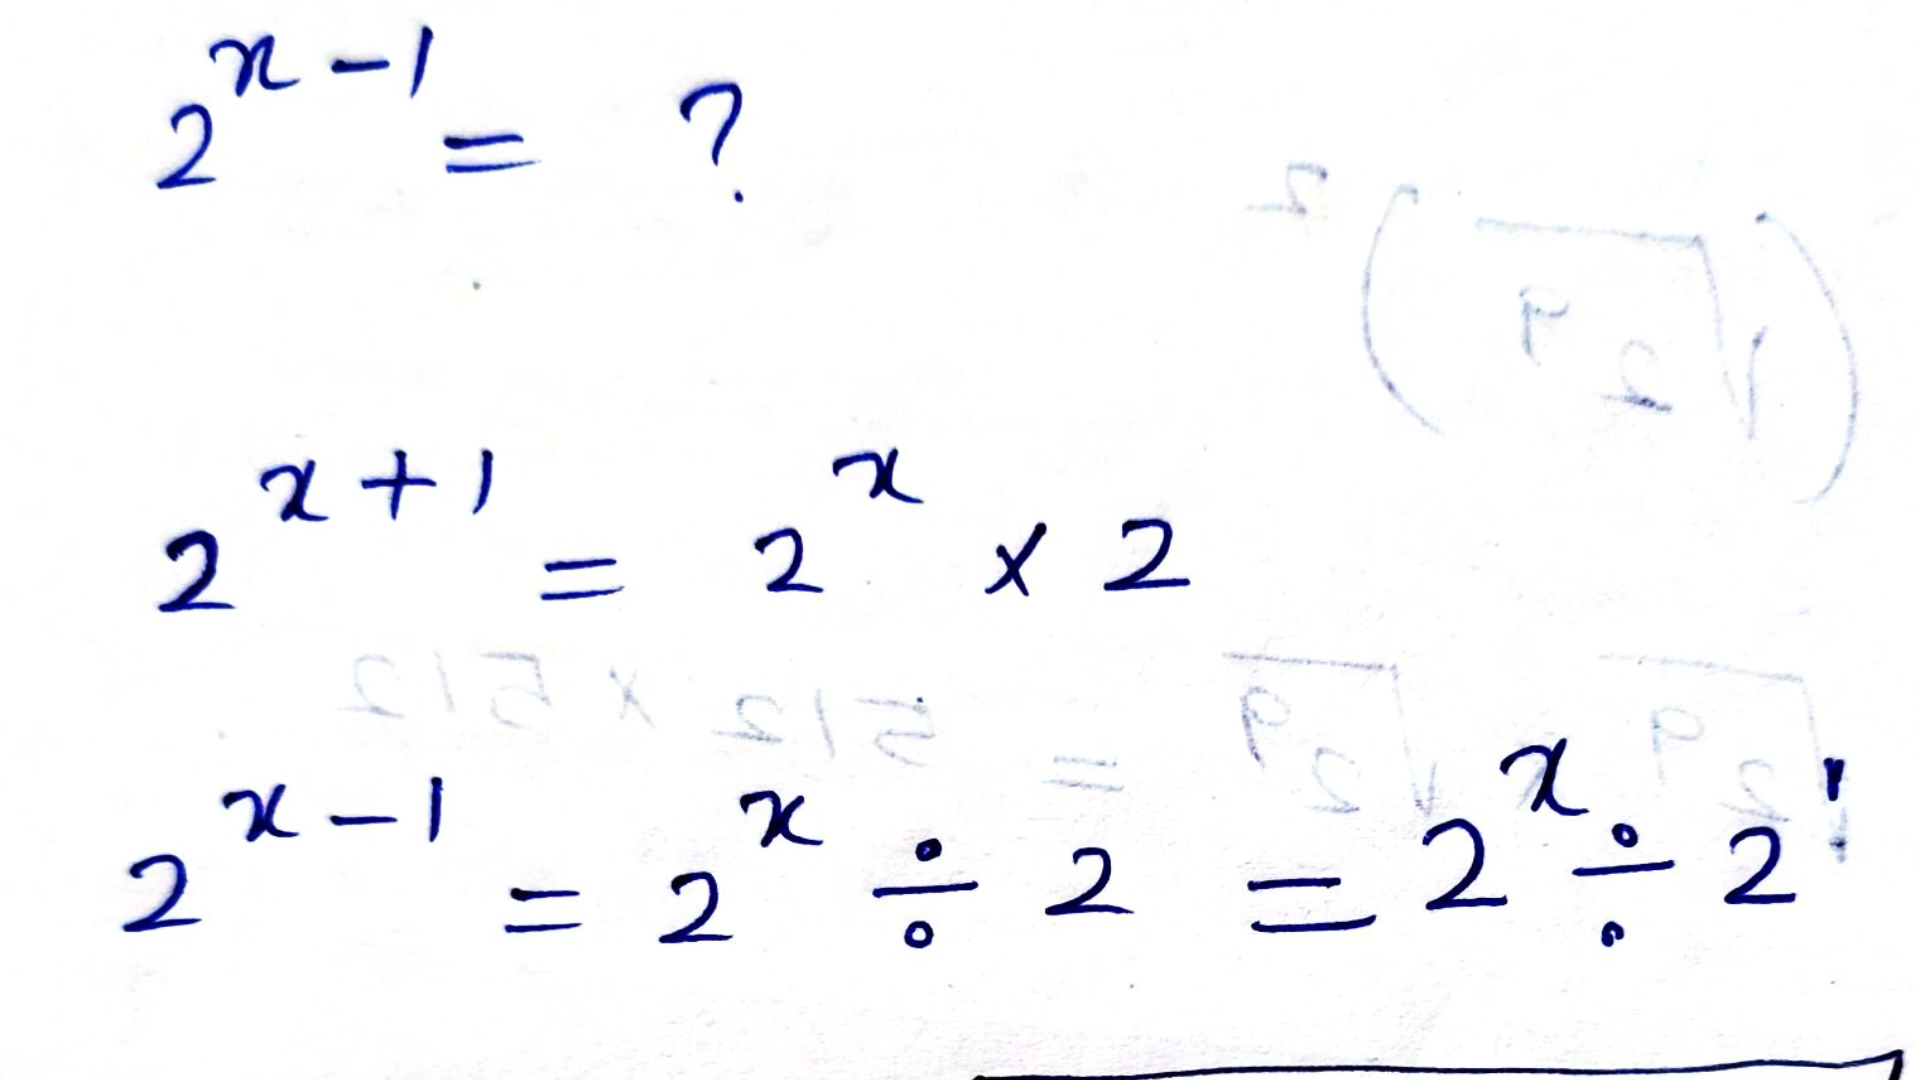 2^{x-1} = ?
2^{x+1} = 2^x × 2
2^{x-1} = 2^x ÷ 2 = 2^x ÷ 2^1